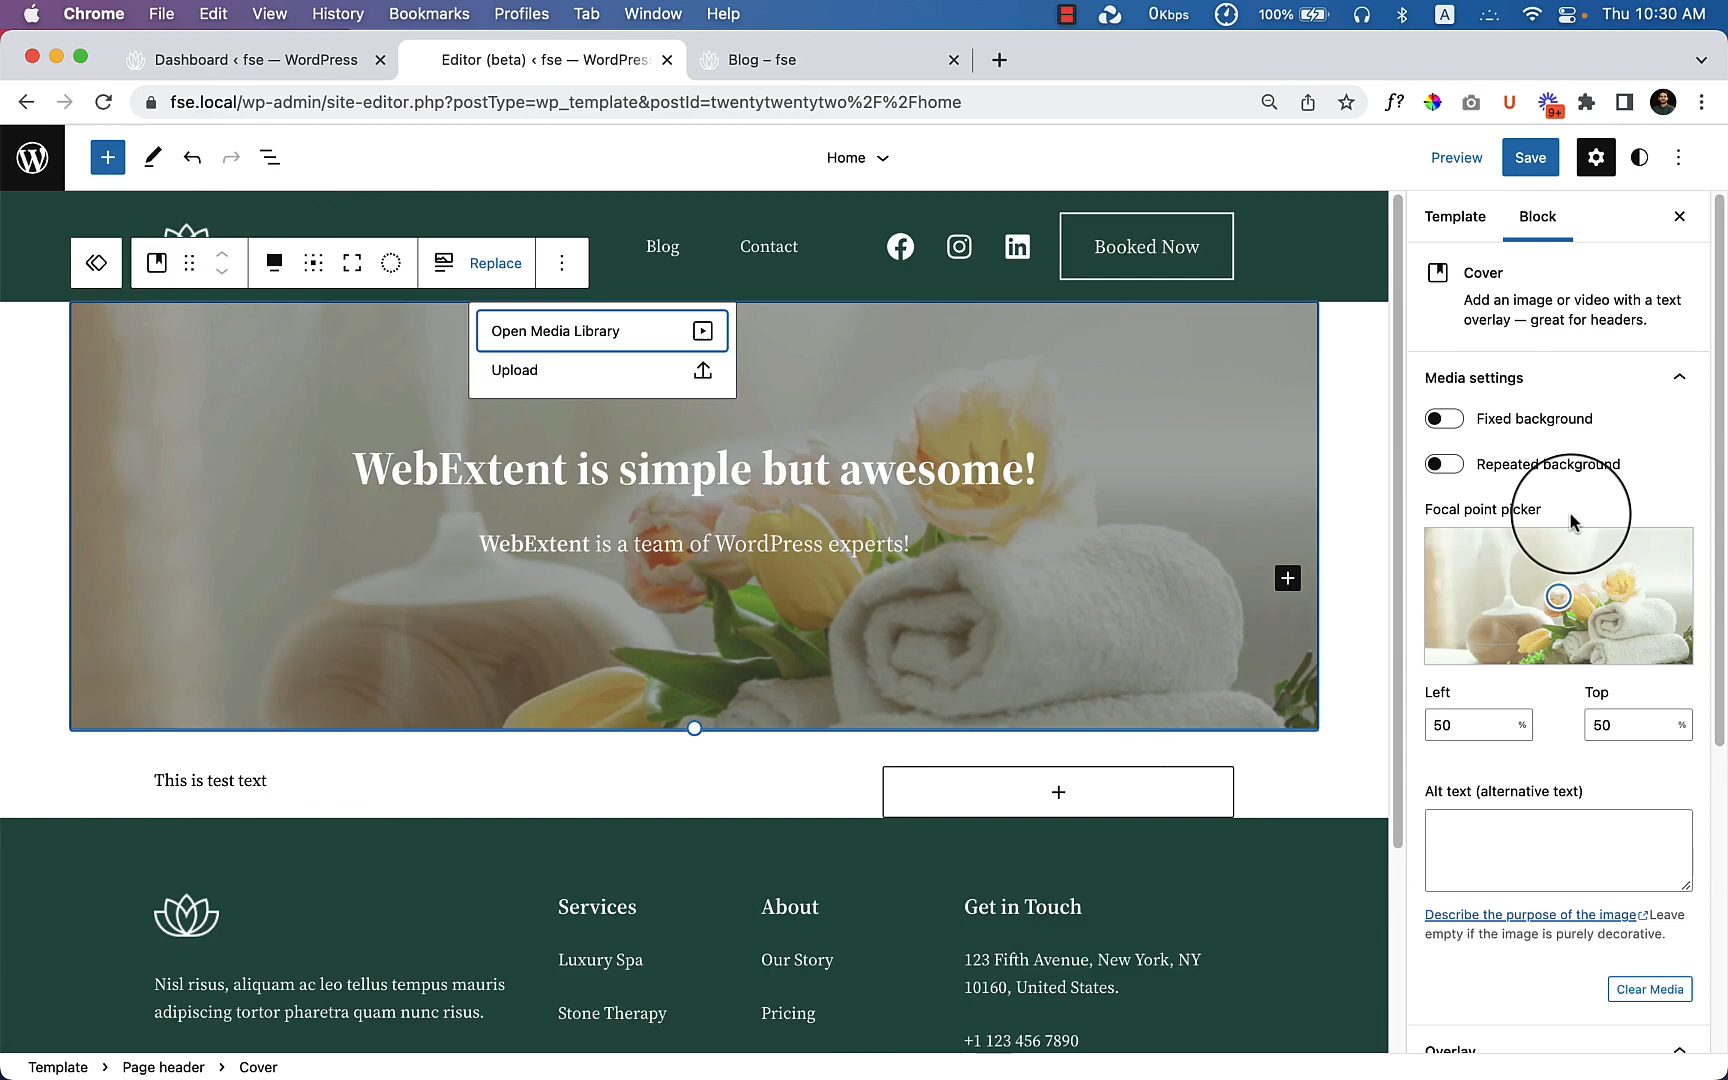 Chrome File Edit View History Bookmarks Profiles Tab Window Help 0Kbps 100% A Thu 10:30 AM
Dashboard ‹ fse — WordPress Editor (beta) ‹ fse — WordPres Blog – fse
fse.local/wp-admin/site-editor.php?postType=wp_template&postId=twentytwentytwo%2F%2Fhome f? U 9+
Home Preview Save
Blog Contact Booked Now
Replace
Open Media Library
Upload
WebExtent is simple but awesome!
WebExtent is a team of WordPress experts!
This is test text
Services
Luxury Spa
Stone Therapy
About
Our Story
Pricing
Get in Touch
123 Fifth Avenue, New York, NY
10160, United States.
+1 123 456 7890
Nisl risus, aliquam ac leo tellus tempus mauris
adipiscing tortor pharetra quam nunc risus.
Template Block
Cover
Add an image or video with a text
overlay — great for headers.
Media settings
Fixed background
Repeated background
Focal point picker
Left Top
50 % 50 %
Alt text (alternative text)
Describe the purpose of the image Leave
empty if the image is purely decorative.
Clear Media
Overlay
Template › Page header › Cover